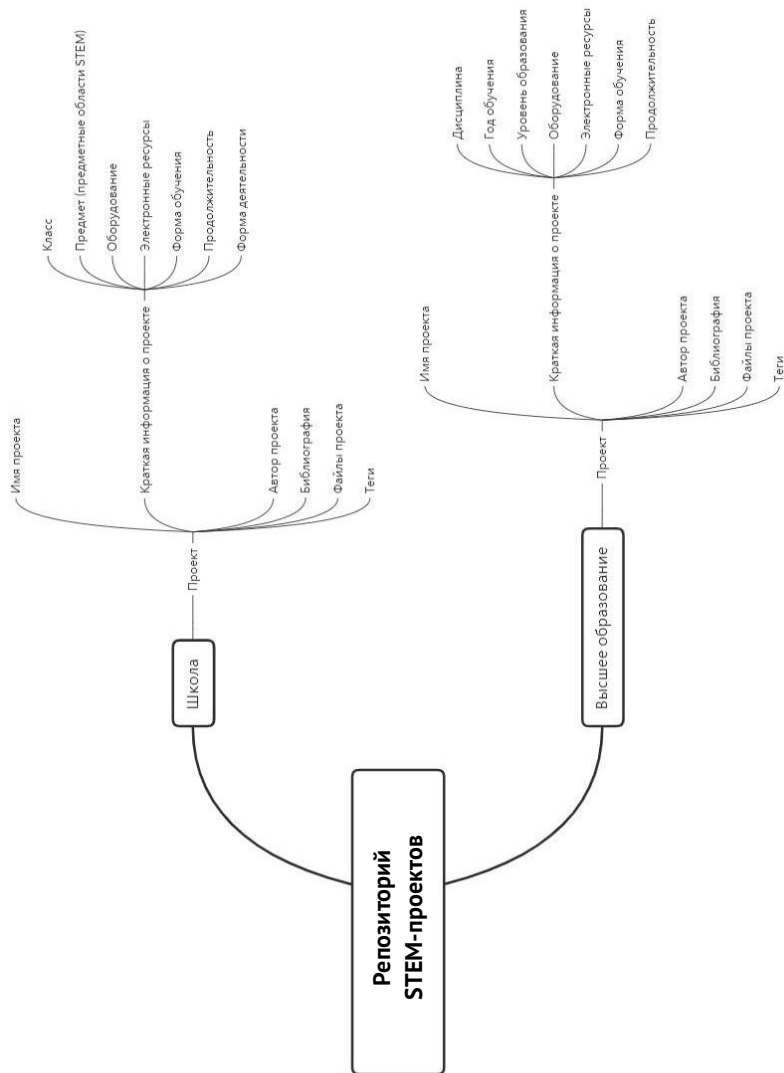 Репозиторий
STEM-проектов
Школа
Проект
Имя проекта
Краткая информация о проекте
Класс
Предмет (предметные области STEM)
Оборудование
Электронные ресурсы
Форма обучения
Продолжительность
Форма деятельности
Автор проекта
Библиография
Файлы проекта
Теги
Высшее образование
Проект
Имя проекта
Краткая информация о проекте
Дисциплина
Год обучения
Уровень образования
Оборудование
Электронные ресурсы
Форма обучения
Продолжительность
Автор проекта
Библиография
Файлы проекта
Теги